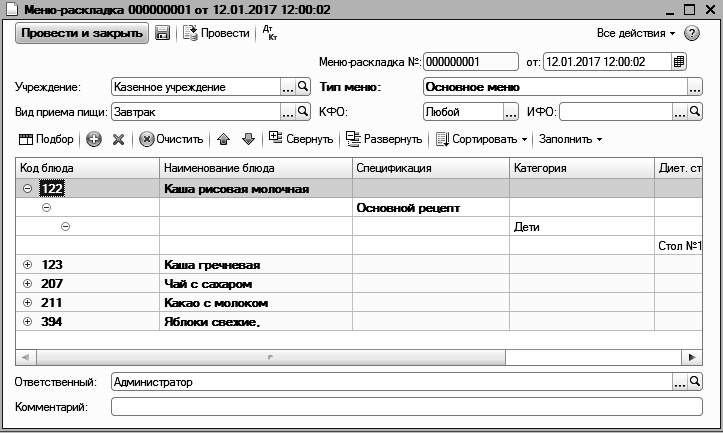 Меню-раскладка 000000001 от 12.01.2017 12:00:02
Провести и закрыть Провести Дт Кт Все действия
Меню-раскладка №: 000000001 от: 12.01.2017 12:00:02
Учреждение: Казенное учреждение ... Тип меню: Основное меню ...
Вид приема пищи: Завтрак ... КФО: Любой ... ИФО: ...
Подбор Очистить Свернуть Развернуть Сортировать Заполнить
Код блюда Наименование блюда Спецификация Категория Диет. ст
122 Каша рисовая молочная
Основной рецепт
Дети
Стол №1
123 Каша гречневая
207 Чай с сахаром
211 Какао с молоком
394 Яблоки свежие.
Ответственный: Администратор ...
Комментарий: